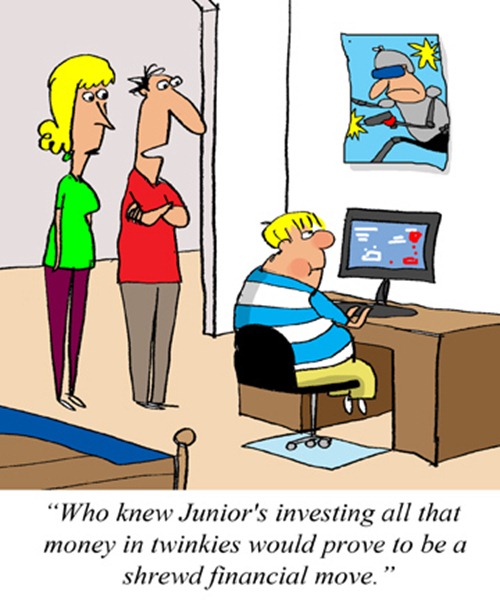 “Who knew Junior's investing all that
money in twinkies would prove to be a
shrewd financial move.”